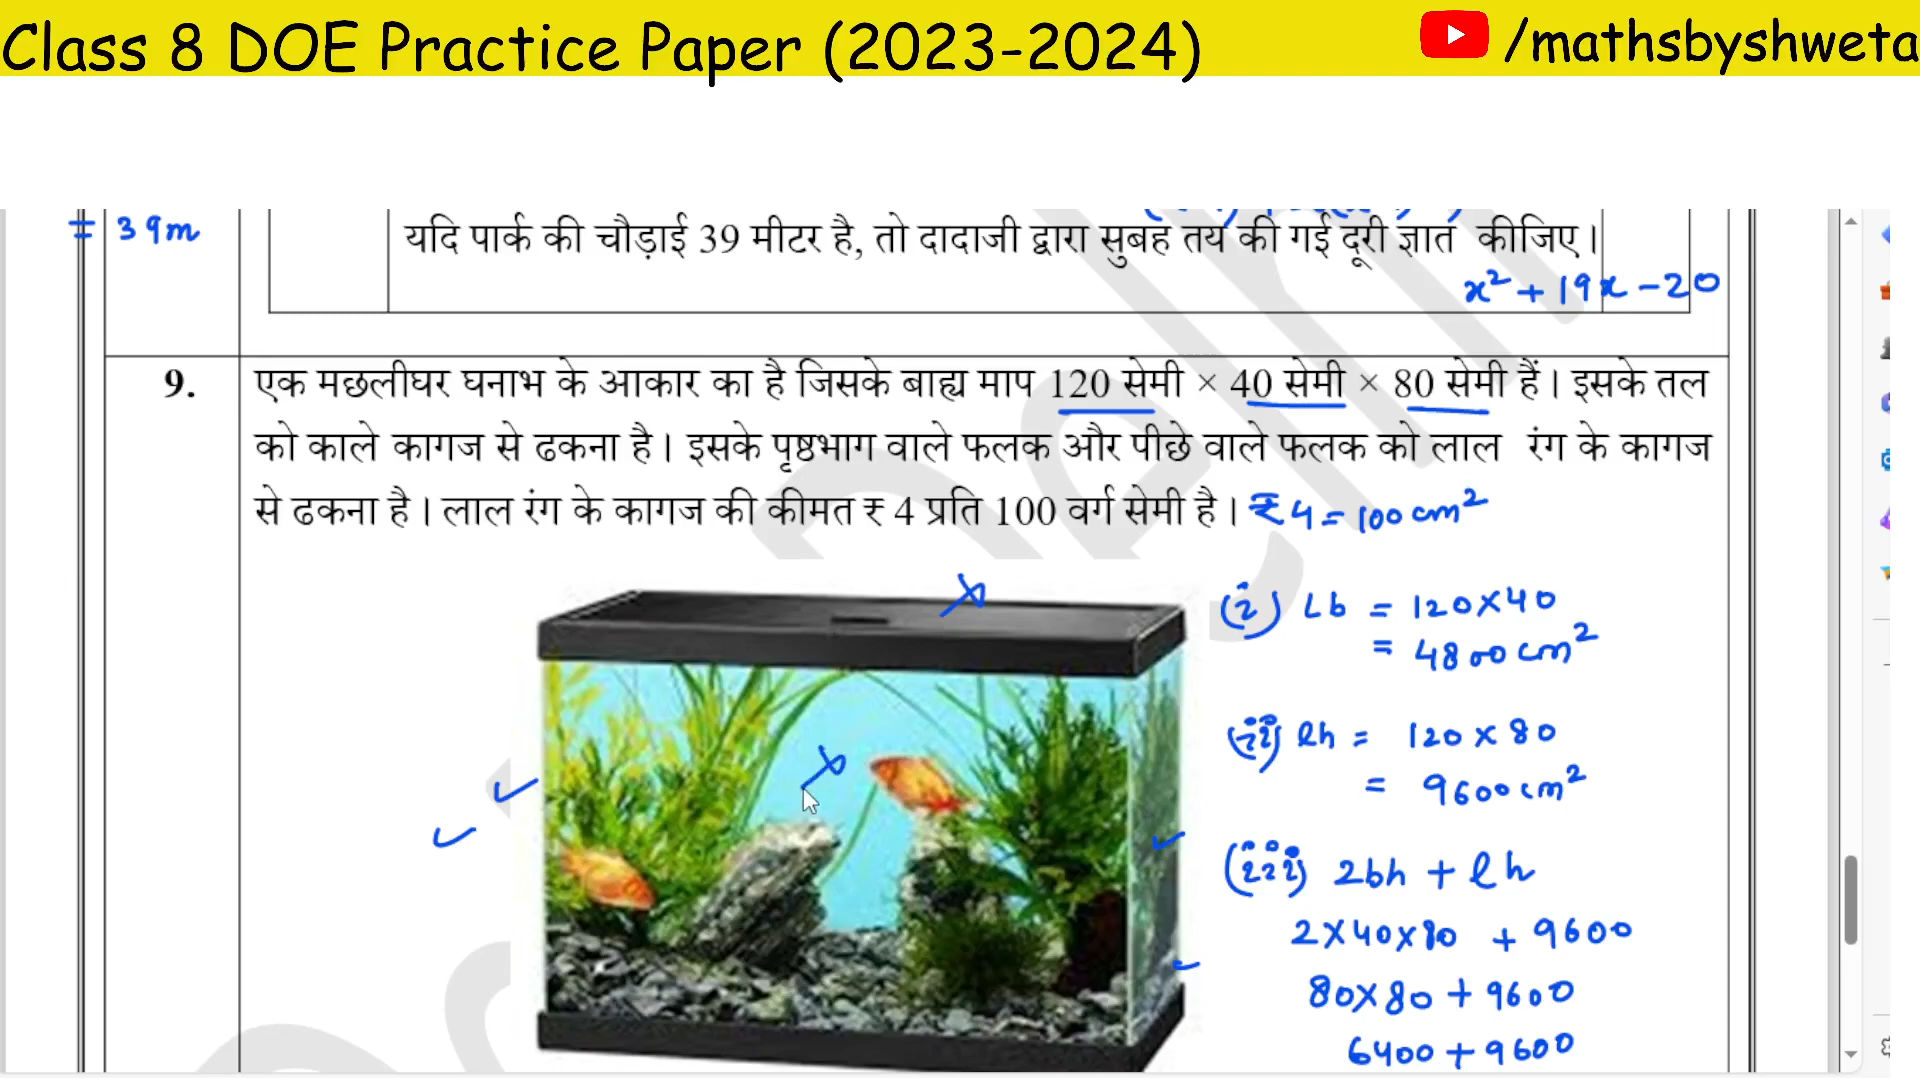 Class 8 DOE Practice Paper (2023-2024)
/mathsbyshweta
= 39m
यदि पार्क की चौड़ाई 39 मीटर है, तो दादाजी द्वारा सुबह तय की गई दूरी ज्ञात कीजिए।
x² + 19x - 20
9. एक मछलीघर घनाभ के आकार का है जिसके बाह्य माप 120 सेमी × 40 सेमी × 80 सेमी हैं। इसके तल
को काले कागज से ढकना है। इसके पृष्ठभाग वाले फलक और पीछे वाले फलक को लाल रंग के कागज
से ढकना है। लाल रंग के कागज की कीमत ₹ 4 प्रति 100 वर्ग सेमी है। ₹ 4 = 100 cm²
(i) Lb = 120×40
= 4800 cm²
(ii) lh = 120 × 80
= 9600 cm²
(iii) 2bh + lh
2×40×80 + 9600
80×80 + 9600
6400 + 9600